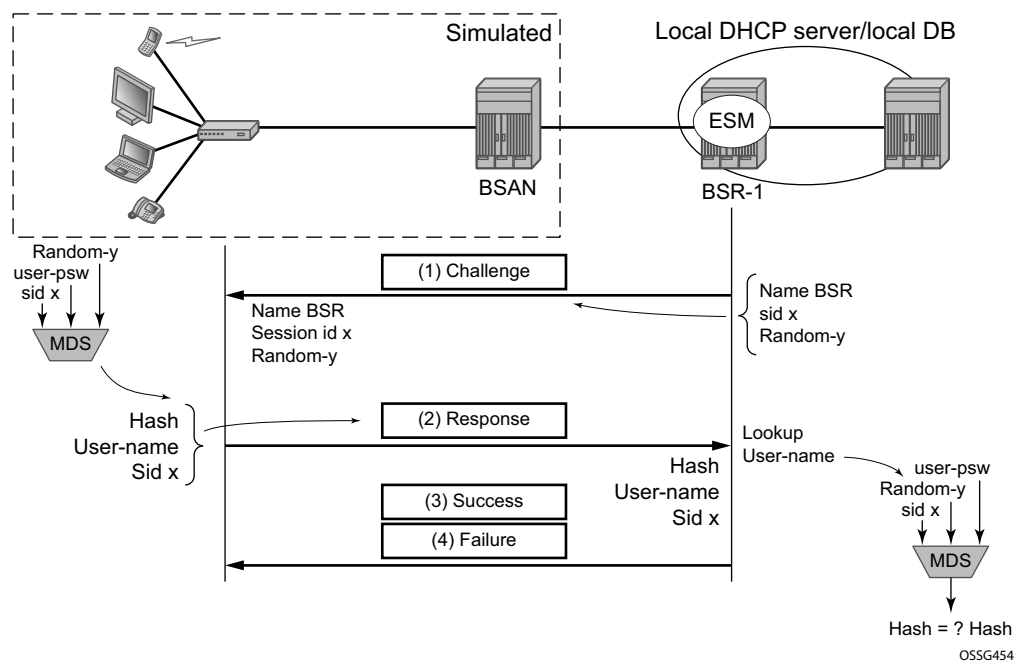 Simulated
Local DHCP server/local DB
ESM
BSAN
BSR-1
Random-y
user-psw
sid x
MDS
(1) Challenge
Name BSR
Session id x
Random-y
Name BSR
sid x
Random-y
Hash
User-name
Sid x
(2) Response
Hash
User-name
Sid x
Lookup
User-name
user-psw
Random-y
sid x
MDS
(3) Success
(4) Failure
Hash = ? Hash
OSSG454